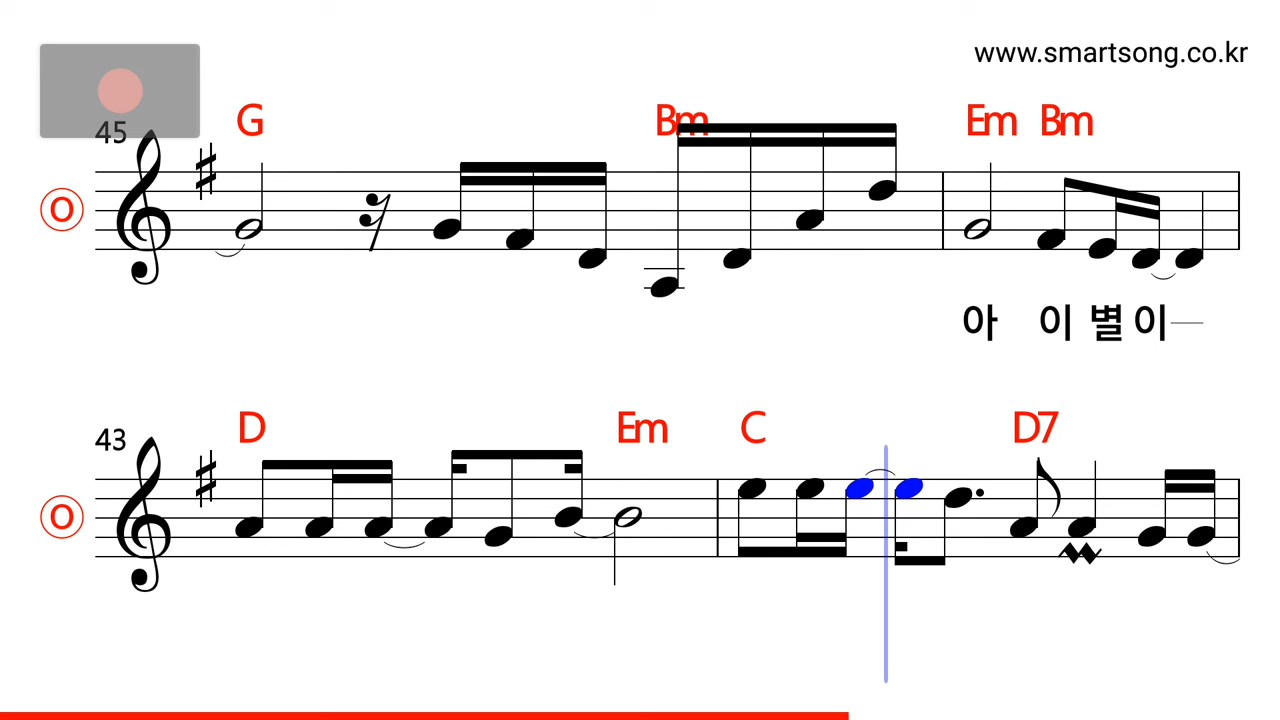 www.smartsong.co.kr
G Bm Em Bm
45
O
아 이 별 이
D Em C D7
43
O